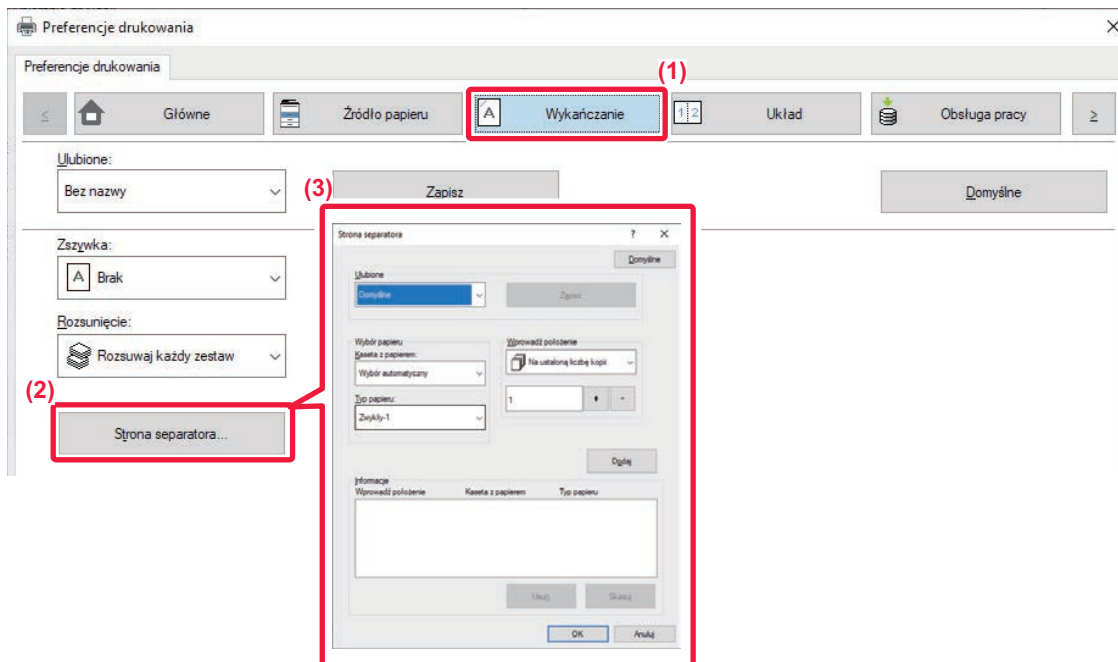 Preferencje drukowania
Preferencje drukowania
(1)
≤
Główne
Źródło papieru
Wykańczanie
1 2
Układ
Obsługa pracy
≥
Ulubione:
Bez nazwy
(3)
Zapisz
Domyślne
Zszywka:
Brak
Rozsunięcie:
Rozsuwaj każdy zestaw
(2)
Strona separatora...
Strona separatora
?
Domyślne
Ulubione
Domyślne
Zapisz
Wybór papieru
Kaseta z papierem:
Wybór automatyczny
Typ papieru:
Zwykły-1
Wprowadź położenie
Na ustaloną liczbę kopii
1
+ -
Dodaj
Informacje
Wprowadź położenie Kaseta z papierem Typ papieru
Usuń Skasuj
OK Anuluj